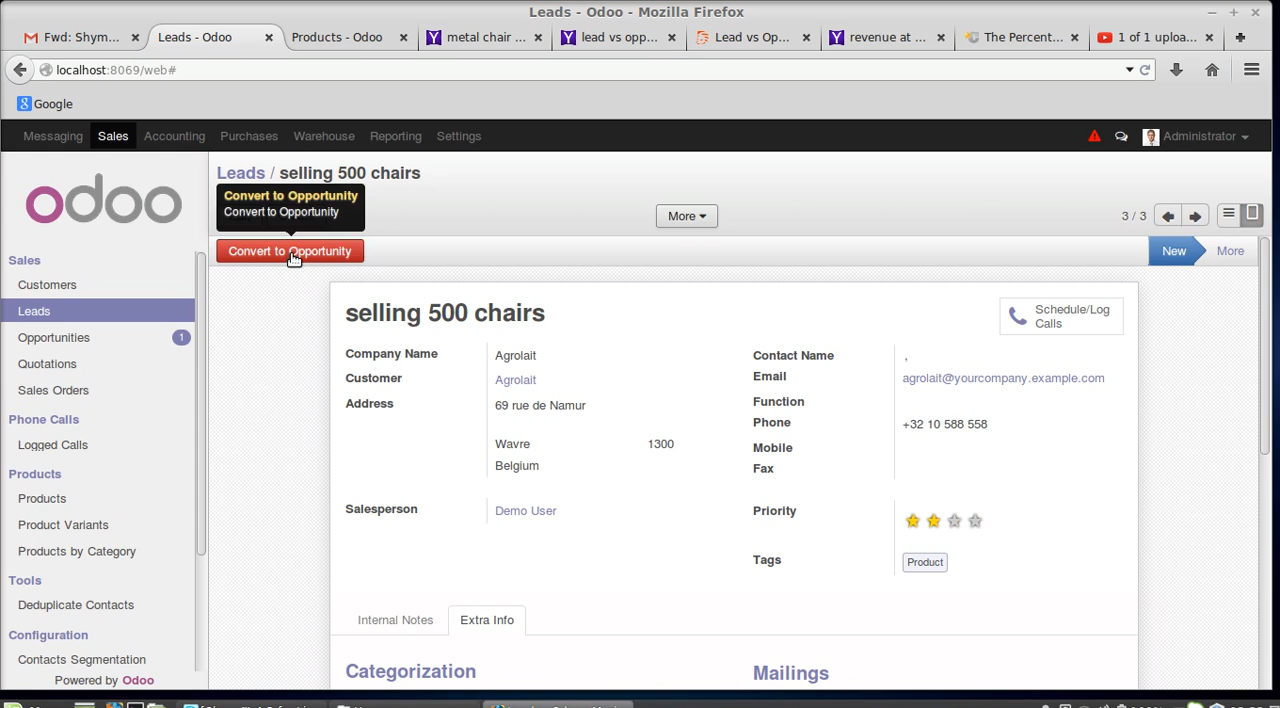 Leads - Odoo - Mozilla Firefox
Fwd: Shym...
Leads - Odoo
Products - Odoo
metal chair ...
lead vs opp...
Lead vs Op...
revenue at ...
The Percent...
1 of 1 uploa...
localhost:8069/web#
Google
Messaging Sales Accounting Purchases Warehouse Reporting Settings
Administrator
odoo
Leads / selling 500 chairs
Convert to Opportunity
Convert to Opportunity
More
3 / 3
Convert to Opportunity
New
More
Sales
Customers
Leads
Opportunities 1
Quotations
Sales Orders
Phone Calls
Logged Calls
Products
Products
Product Variants
Products by Category
Tools
Deduplicate Contacts
Configuration
Contacts Segmentation
Powered by Odoo
selling 500 chairs
Schedule/Log
Calls
Company Name Agrolait
Customer Agrolait
Address 69 rue de Namur
Wavre 1300
Belgium
Salesperson Demo User
Contact Name ,
Email agrolait@yourcompany.example.com
Function
Phone +32 10 588 558
Mobile
Fax
Priority
Tags Product
Internal Notes
Extra Info
Categorization
Mailings